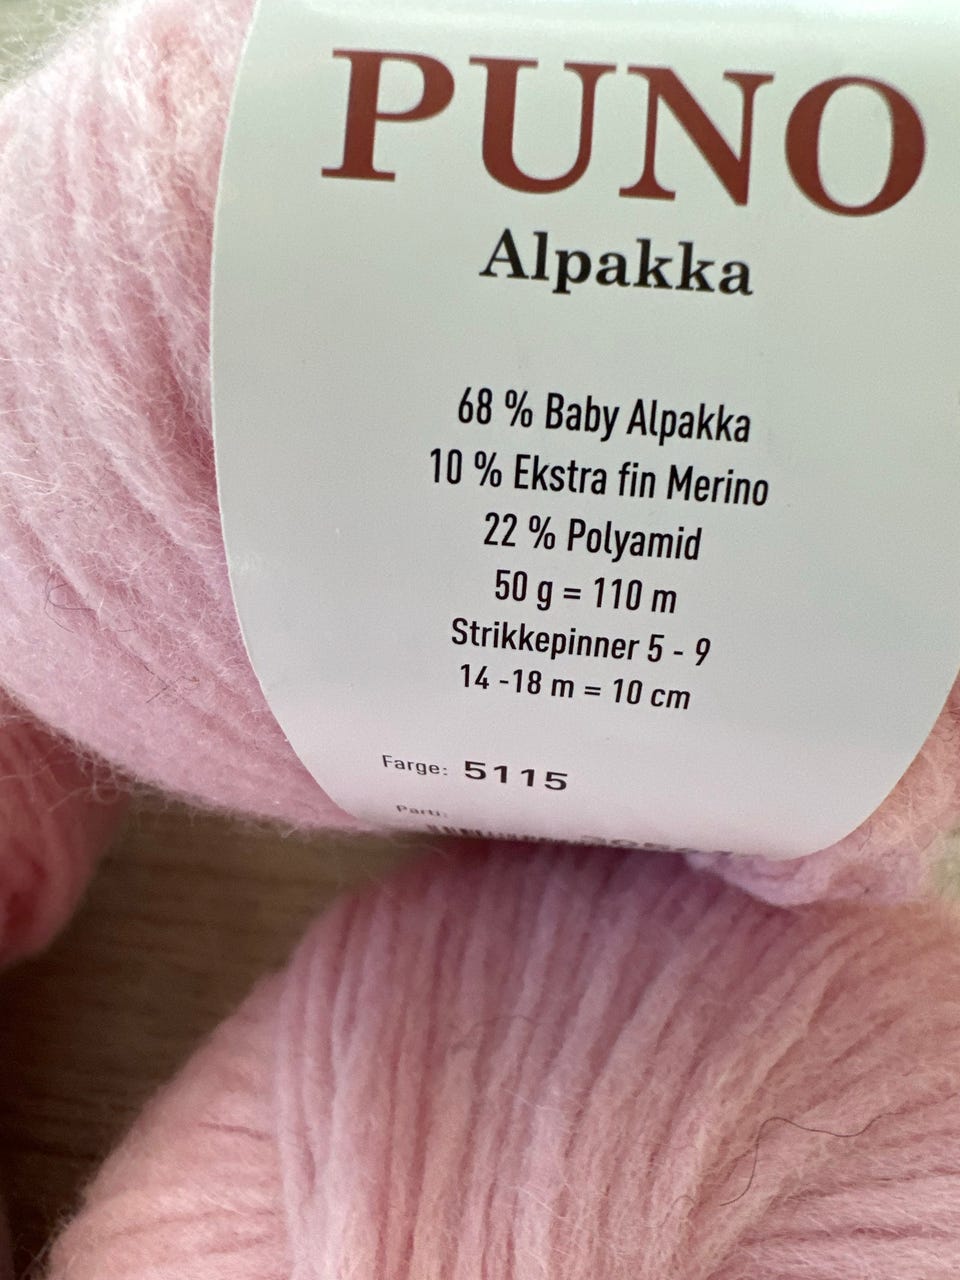 PUNO
Alpakka
68 % Baby Alpakka
10 % Ekstra fin Merino
22 % Polyamid
50 g = 110 m
Strikkepinner 5 - 9
14 -18 m = 10 cm
Farge: 5115
Parti: